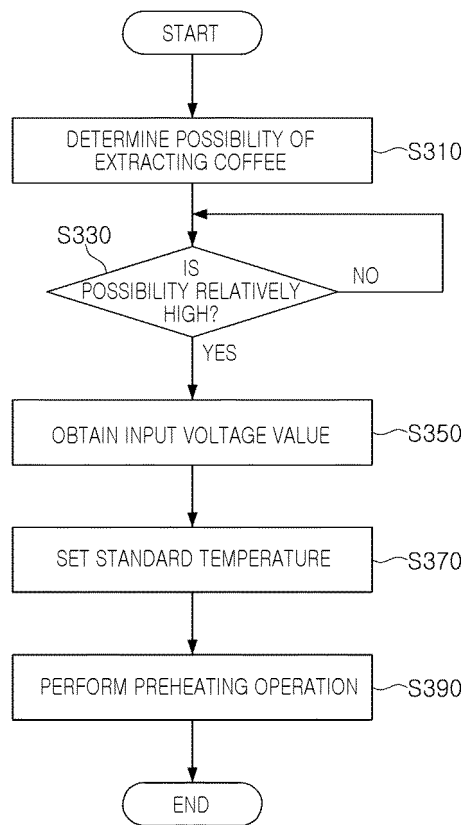 START
DETERMINE POSSIBILITY OF
EXTRACTING COFFEE
S310
S330
IS
POSSIBILITY RELATIVELY
HIGH?
NO
YES
OBTAIN INPUT VOLTAGE VALUE
S350
SET STANDARD TEMPERATURE
S370
PERFORM PREHEATING OPERATION
S390
END